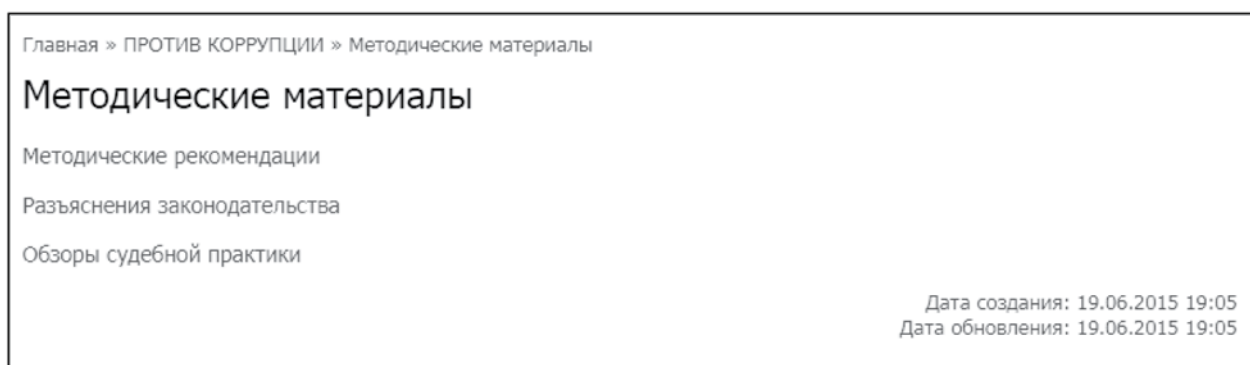 Главная » ПРОТИВ КОРРУПЦИИ » Методические материалы
Методические материалы
Методические рекомендации
Разъяснения законодательства
Обзоры судебной практики
Дата создания: 19.06.2015 19:05
Дата обновления: 19.06.2015 19:05